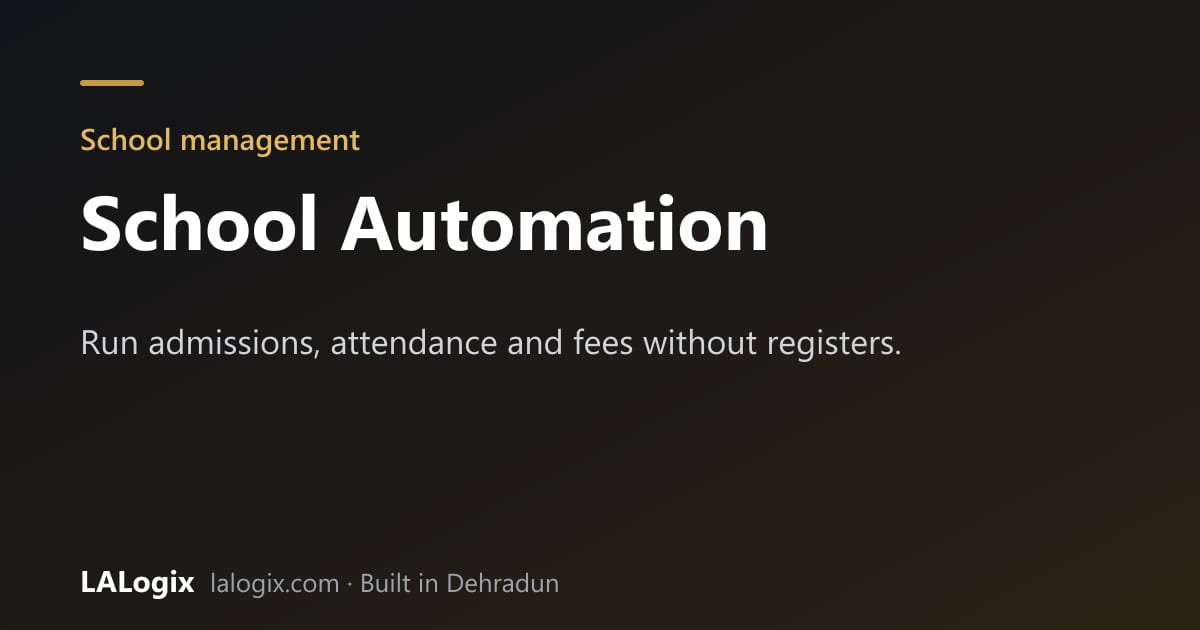 School management
School Automation
Run admissions, attendance and fees without registers.
LALogix lalogix.com · Built in Dehradun